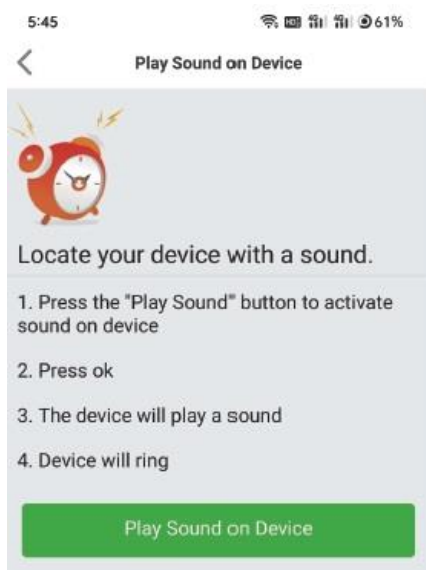 5:45
61%
Play Sound on Device
Locate your device with a sound.
1. Press the "Play Sound" button to activate
sound on device
2. Press ok
3. The device will play a sound
4. Device will ring
Play Sound on Device